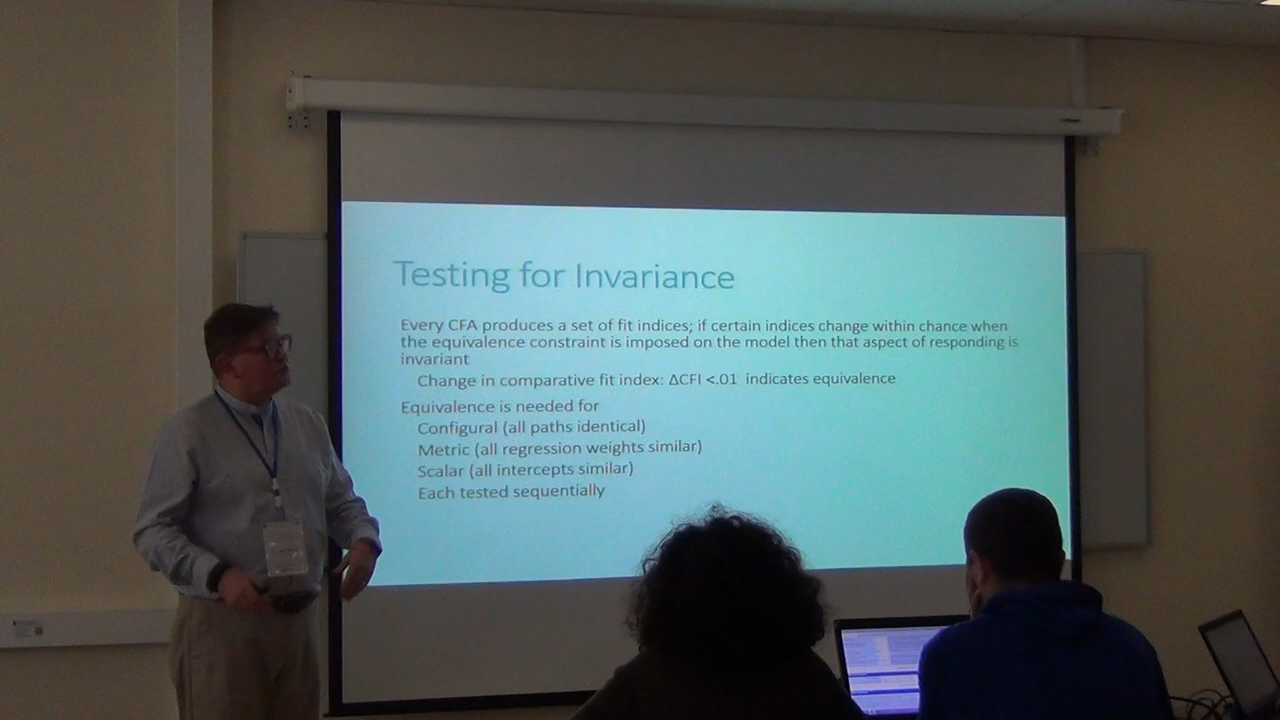 Testing for Invariance
Every CFA produces a set of fit indices; if certain indices change within chance when
the equivalence constraint is imposed on the model then that aspect of responding is
invariant
Change in comparative fit index: ΔCFI <.01 indicates equivalence
Equivalence is needed for
Configural (all paths identical)
Metric (all regression weights similar)
Scalar (all intercepts similar)
Each tested sequentially